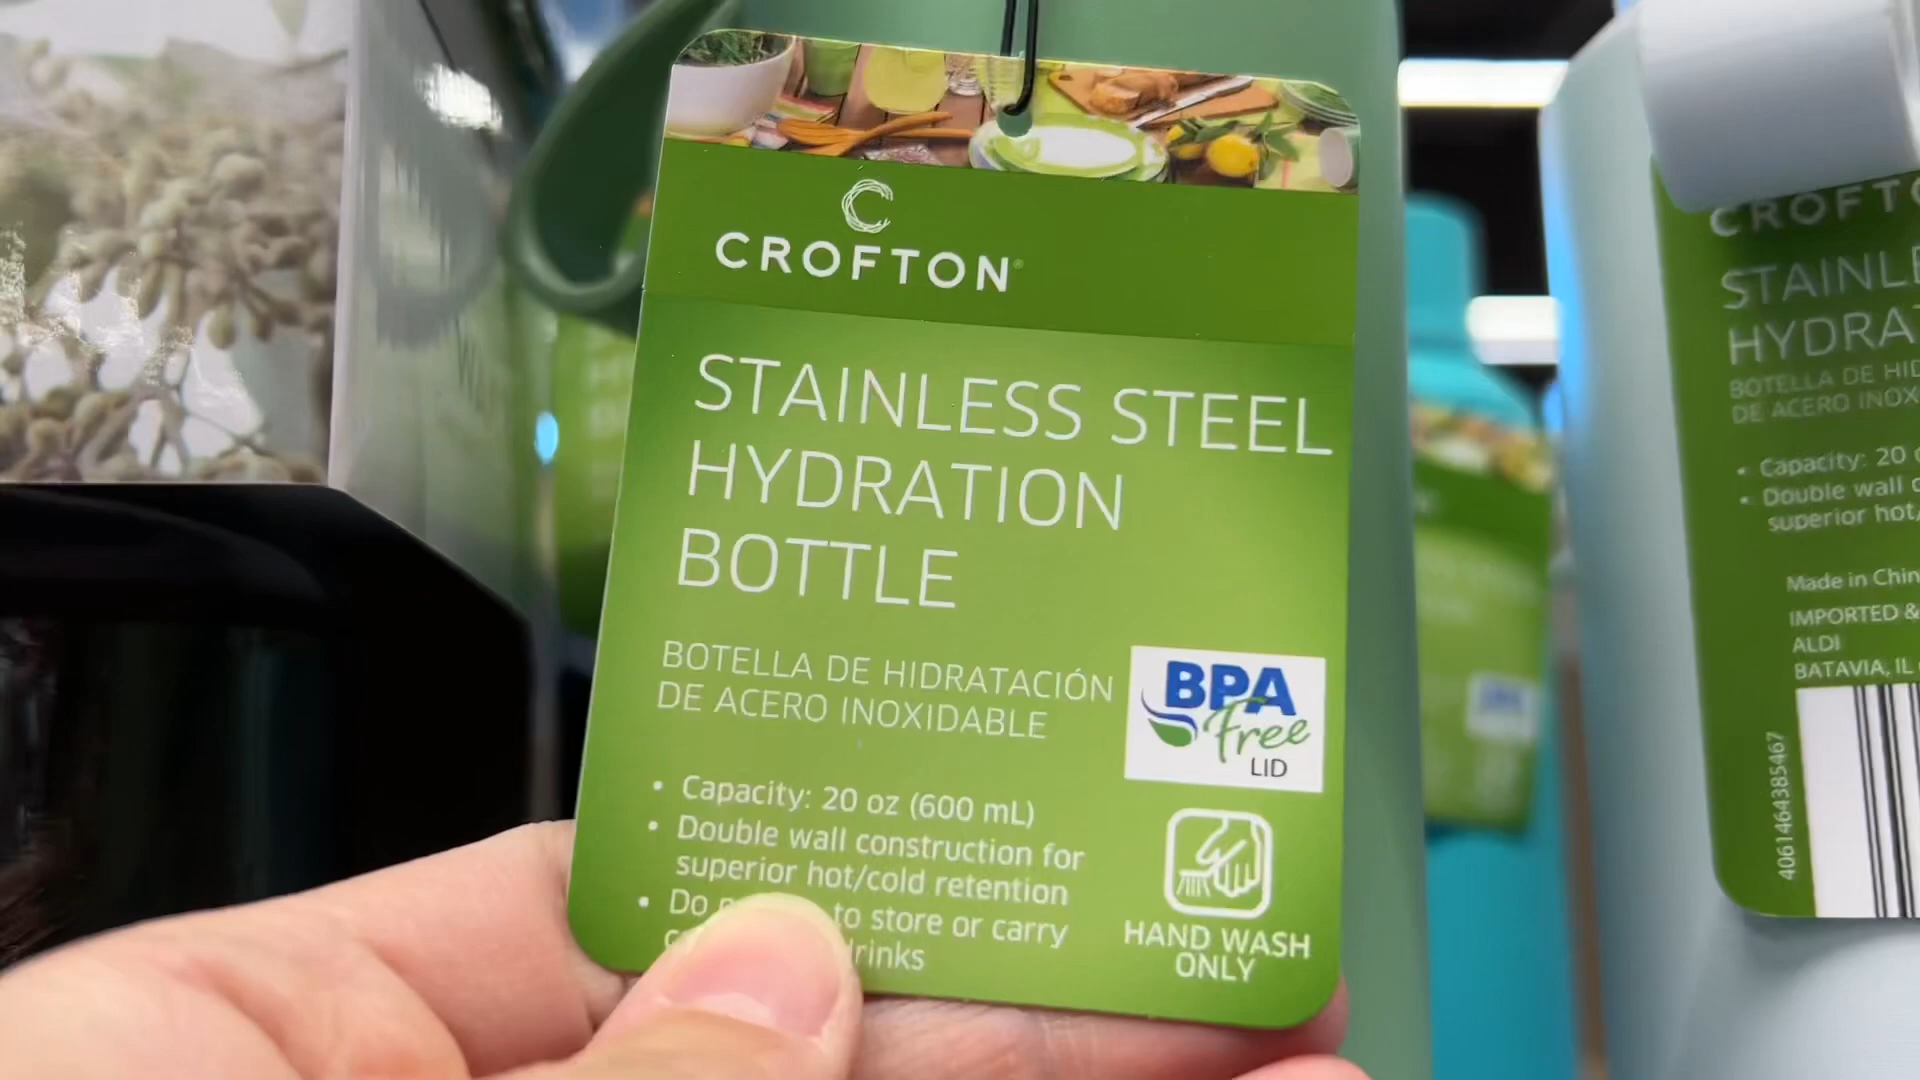 CROFTON
STAINLESS STEEL
HYDRATION
BOTTLE
BOTELLA DE HIDRATACIÓN
DE ACERO INOXIDABLE
• Capacity: 20 oz (600 mL)
• Double wall construction for
superior hot/cold retention
• Do to store or carry
BPA
Free
LID
HAND WASH
ONLY
CROFTO
STAINLE
HYDRA
BOTELLA DE HID
DE ACERO INOX
• Capacity: 20
• Double wall
superior hot/
Made in Chin
IMPORTED &
ALDI
BATAVIA, IL
4061464385467